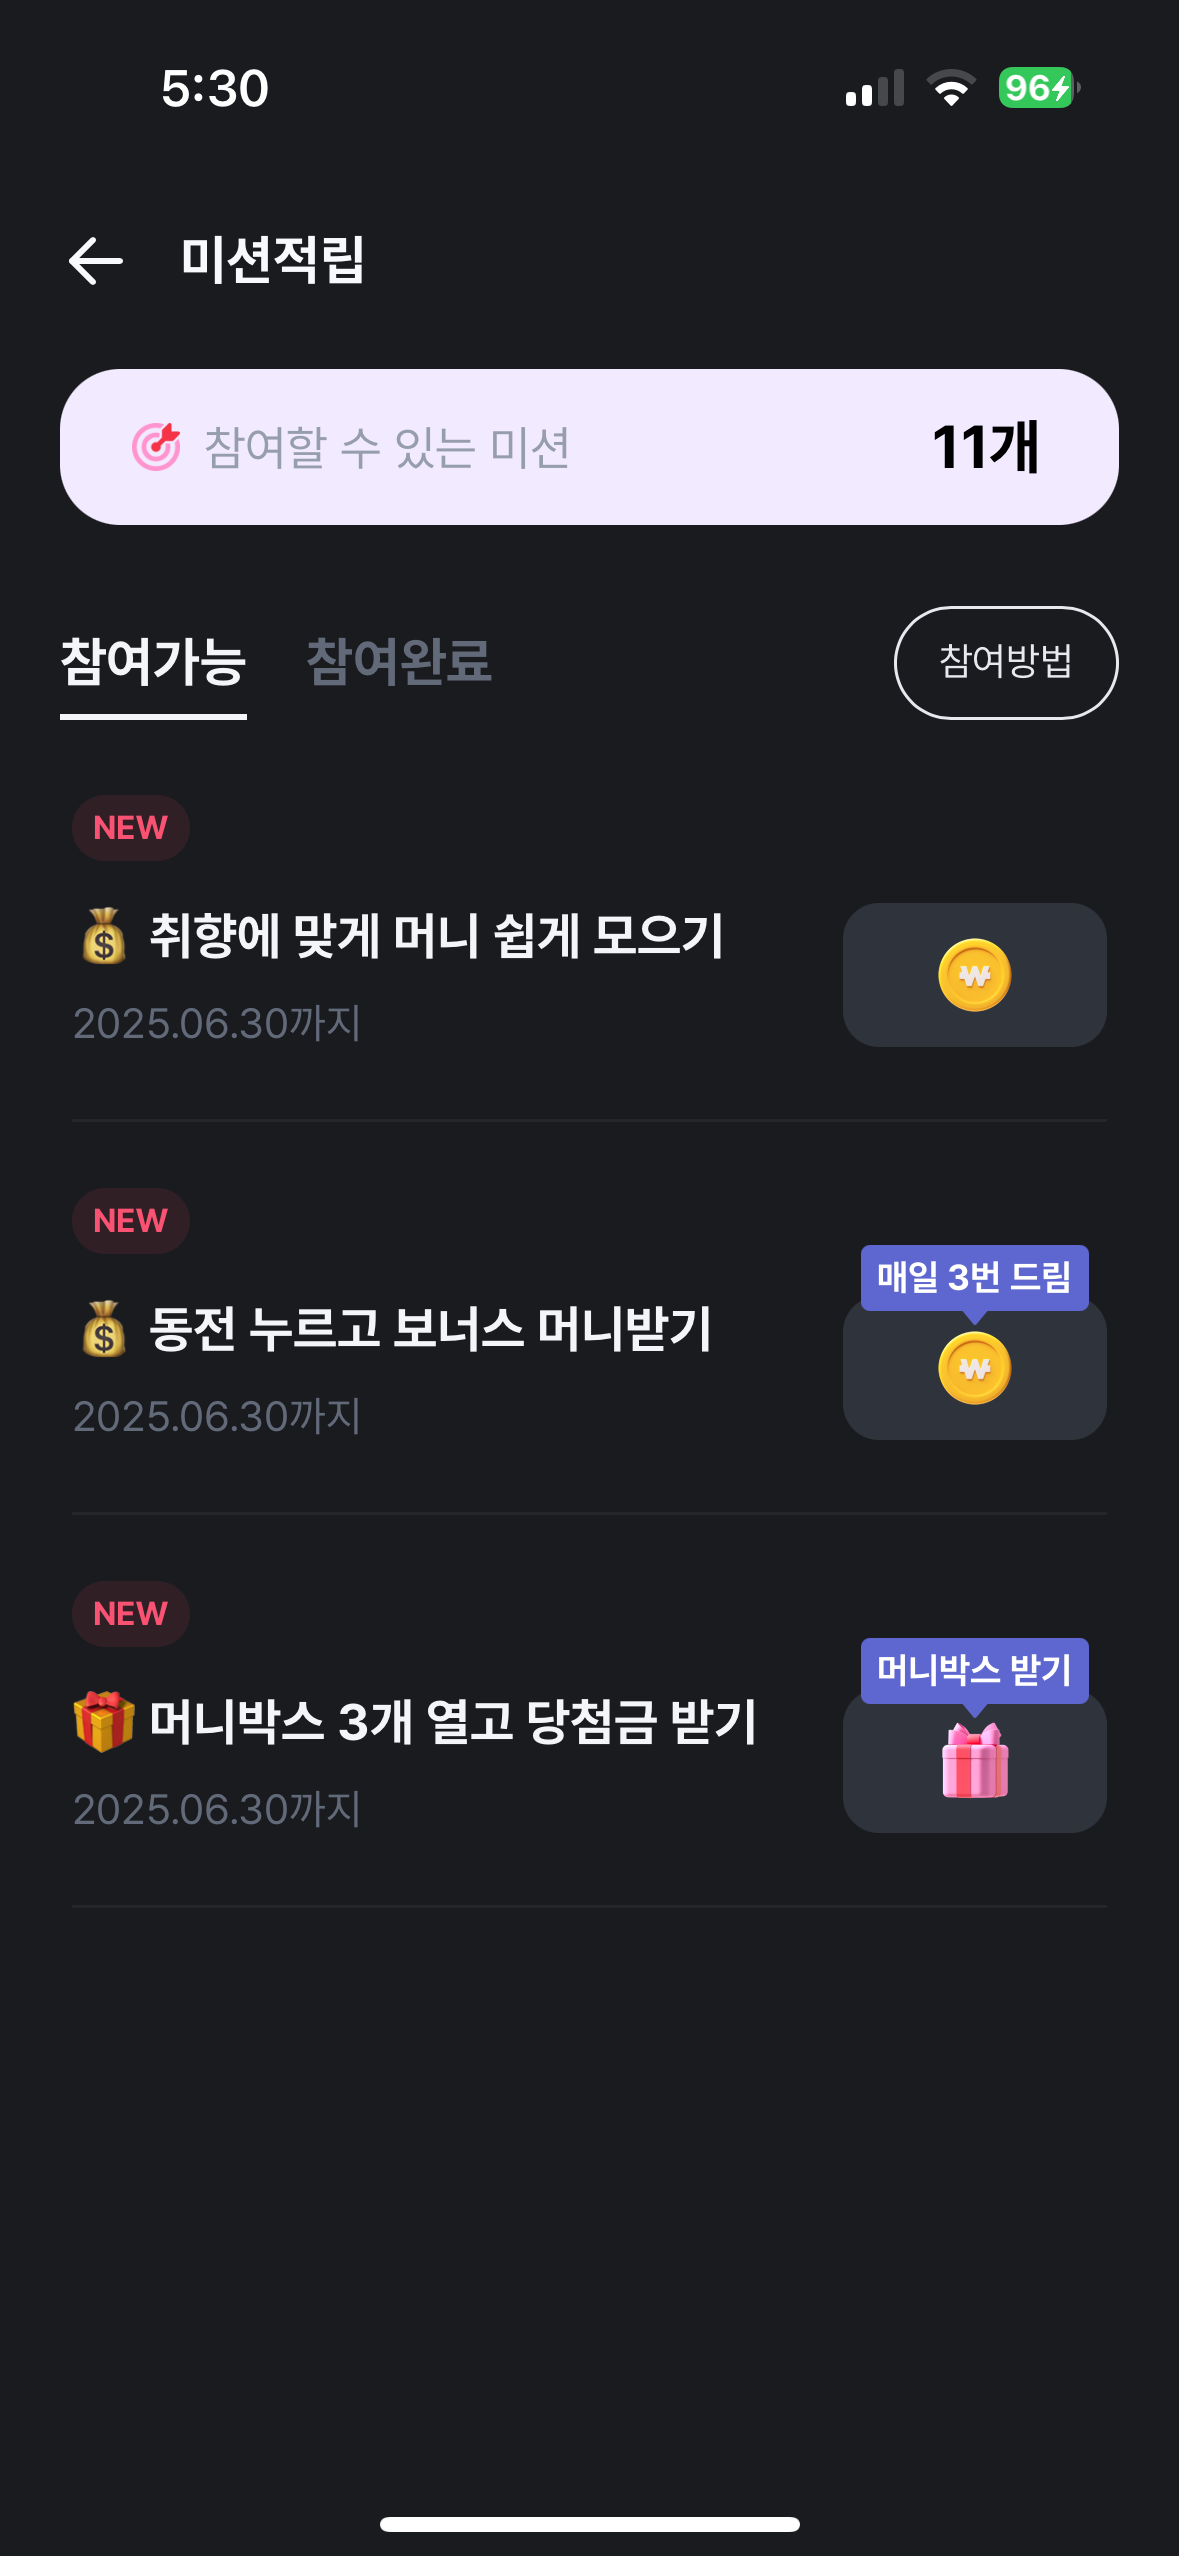 5:30
96
미션적립
참여할 수 있는 미션
11개
참여가능
참여완료
참여방법
NEW
취향에 맞게 머니 쉽게 모으기
2025.06.30까지
NEW
매일 3번 드림
동전 누르고 보너스 머니받기
2025.06.30까지
NEW
머니박스 받기
머니박스 3개 열고 당첨금 받기
2025.06.30까지